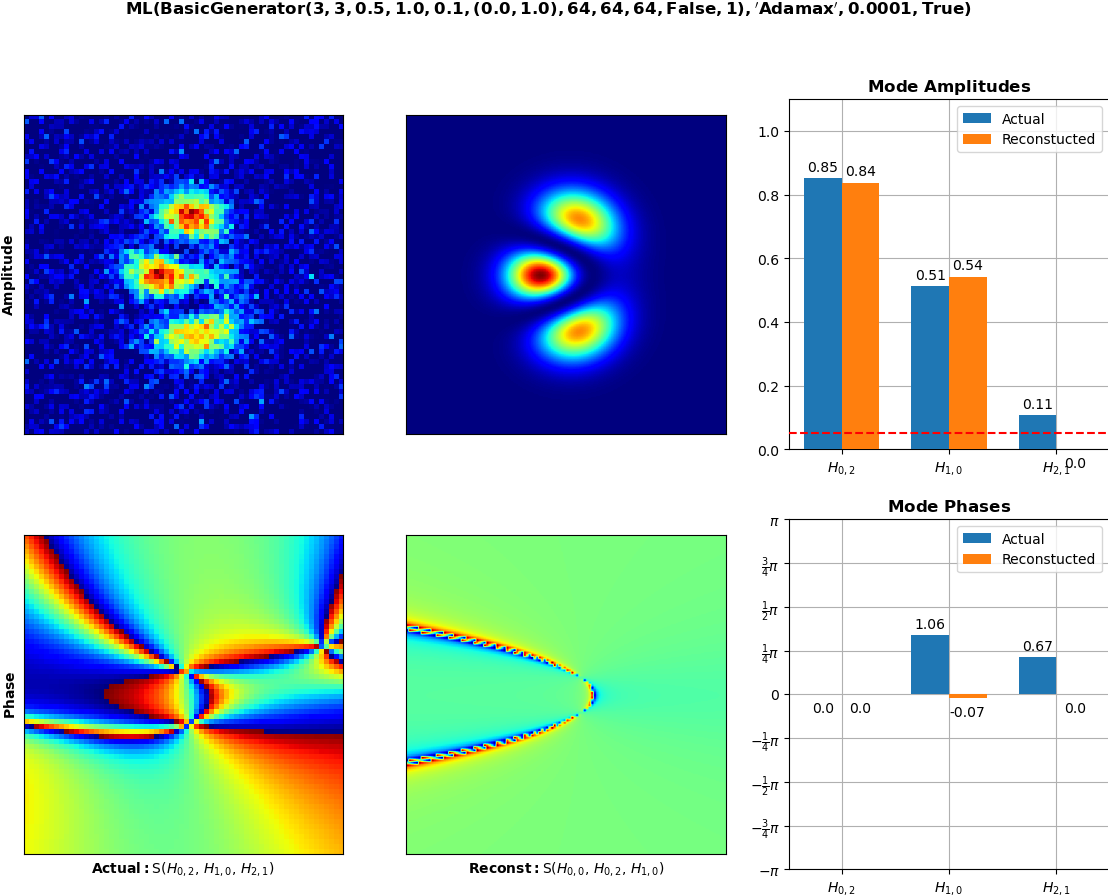 ML(BasicGenerator(3, 3, 0.5, 1.0, 0.1, (0.0, 1.0), 64, 64, 64, False, 1), ′Adamax′, 0.0001, True)
Amplitude
Mode Amplitudes
Actual
Reconstucted
1.0
0.8
0.6
0.4
0.2
0.0
0.85
0.84
0.51
0.54
0.11
0.0
H0, 2
H1, 0
H2, 1
Phase
Actual: S(H0, 2, H1, 0, H2, 1)
Reconst: S(H0, 0, H0, 2, H1, 0)
Mode Phases
Actual
Reconstucted
π
3/4π
1/2π
1/4π
0
−1/4π
−1/2π
−3/4π
−π
0.0
0.0
1.06
-0.07
0.67
0.0
H0, 2
H1, 0
H2, 1